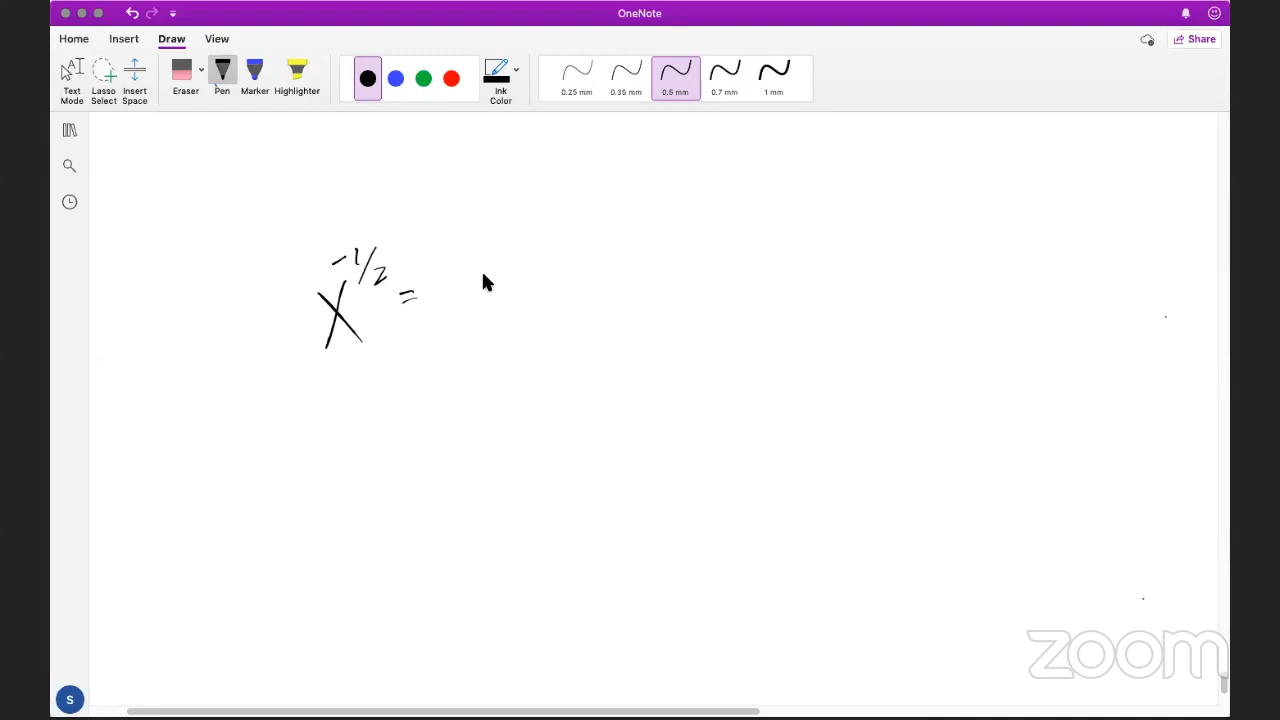 OneNote
Home Insert Draw View Share
Text Mode Lasso Select Insert Space Eraser Pen Marker Highlighter Ink Color 0.25 mm 0.35 mm 0.5 mm 0.7 mm 1 mm
x^{-1/2} =
zoom
S